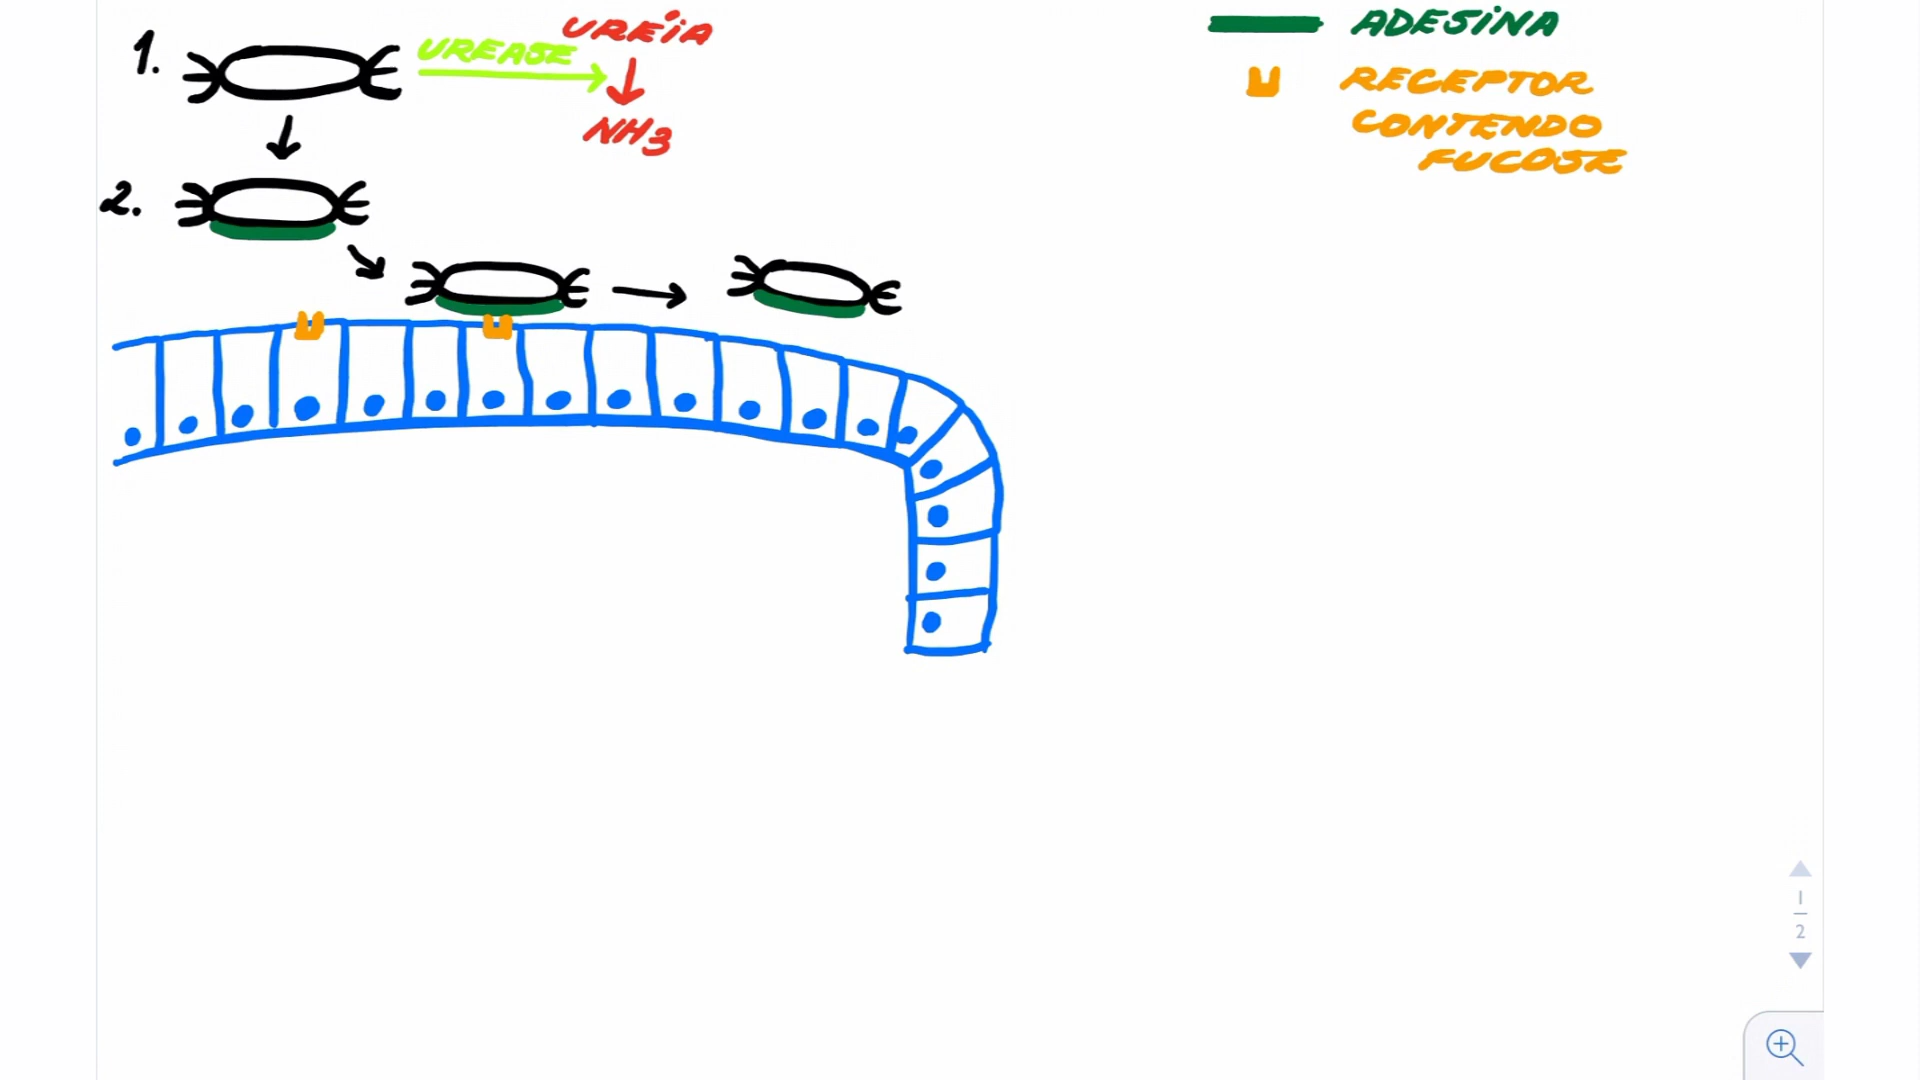 1.
UREASE
UREIA
NH3
2.
ADESINA
RECEPTOR
CONTENDO
FUCOSE
1
2